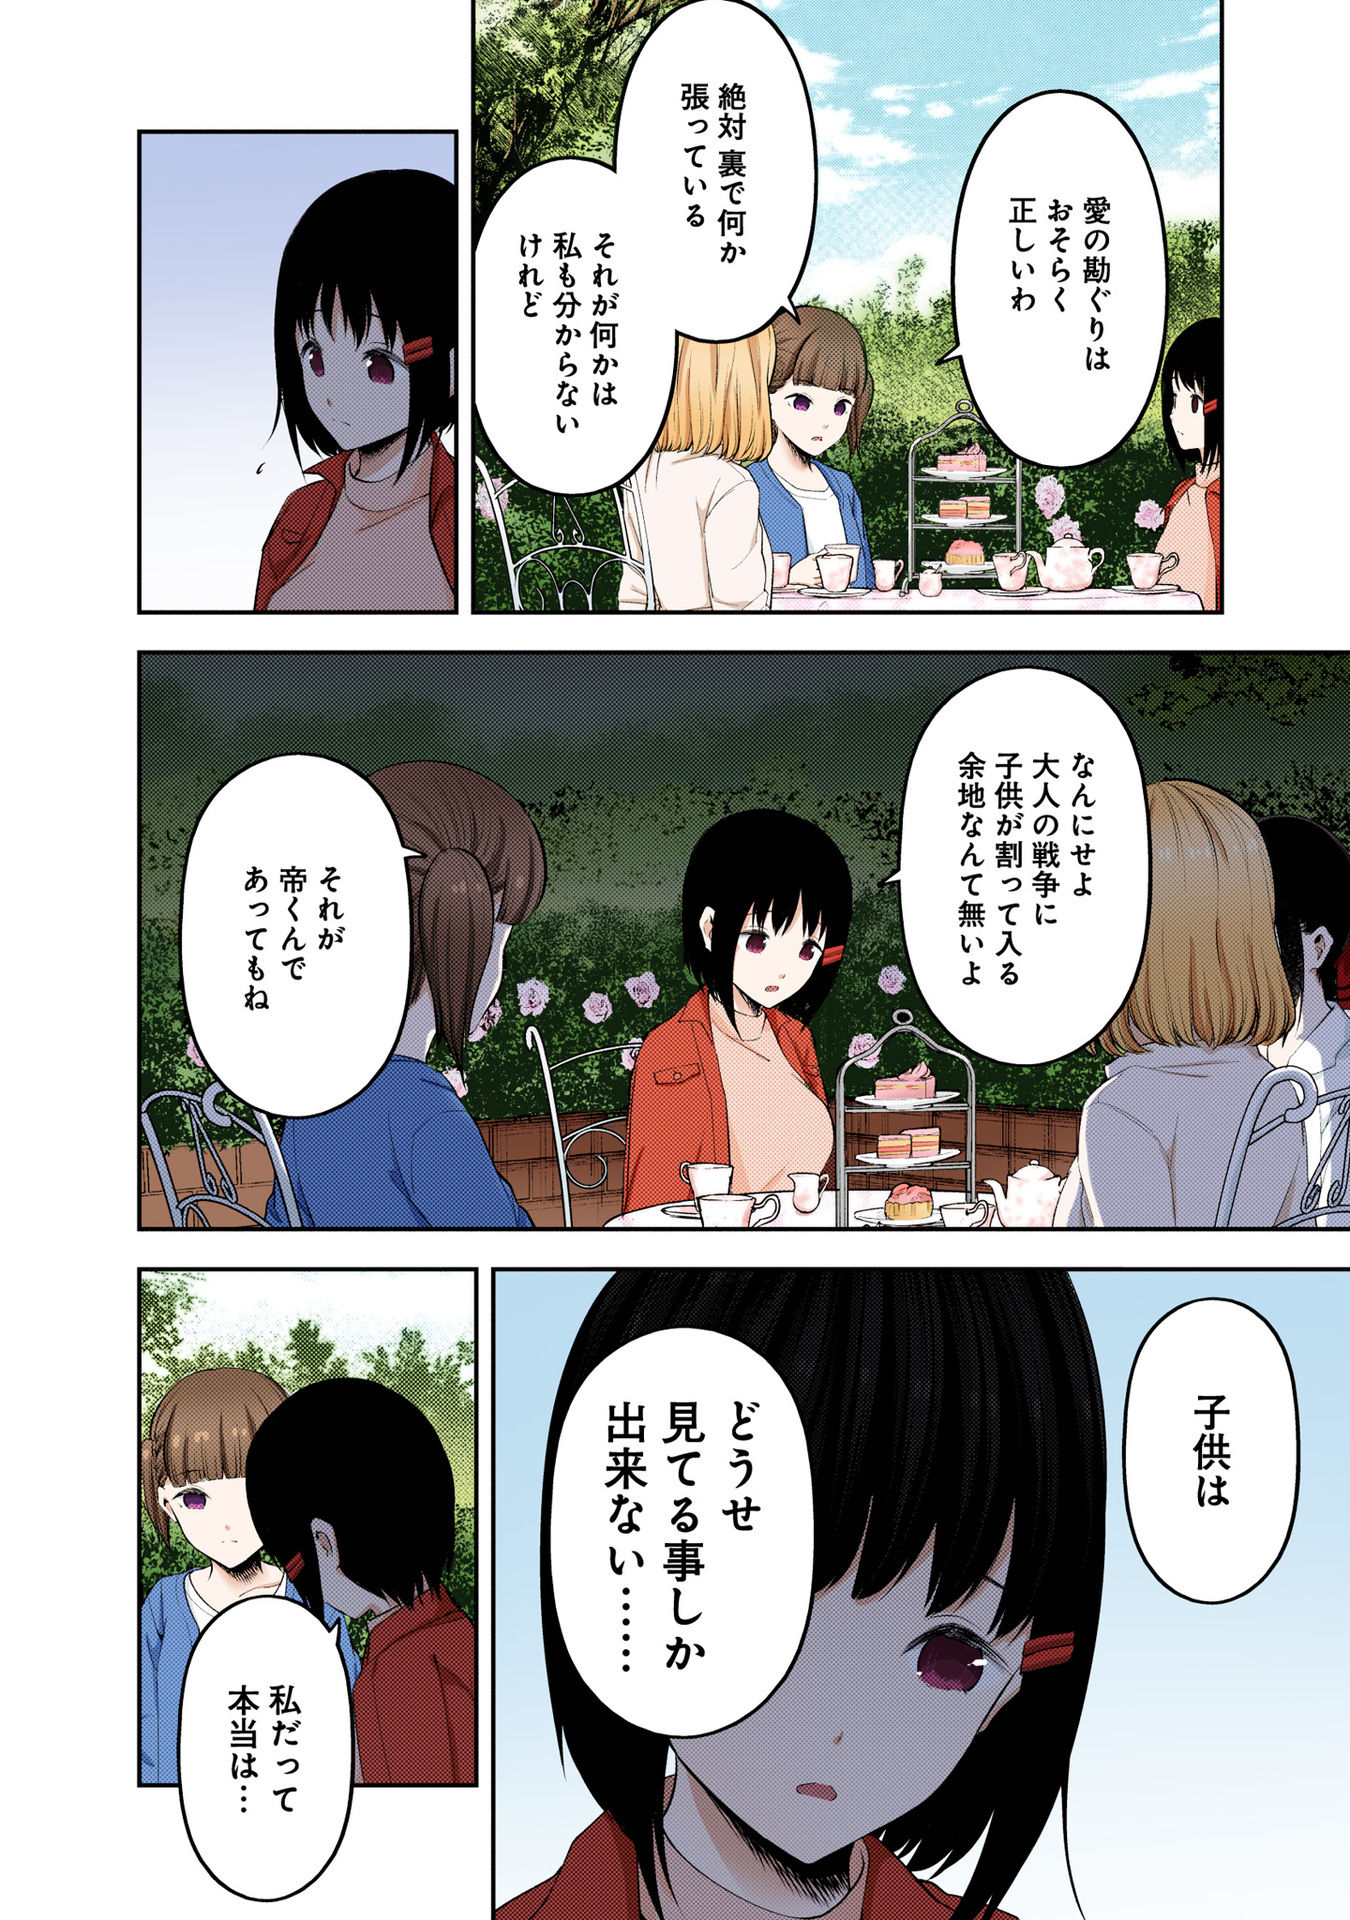 愛の勘ぐりは
おそらく
正しいわ
絶対 裏で何か
張っている
それが何かは
私も分からない
けれど
なんにせよ
大人の戦争に
子供が割って入る
余地なんて無いよ
それが
帝くんで
あってもね
子供は
どうせ
見てる事しか
出来ない……
私だって
本当は…